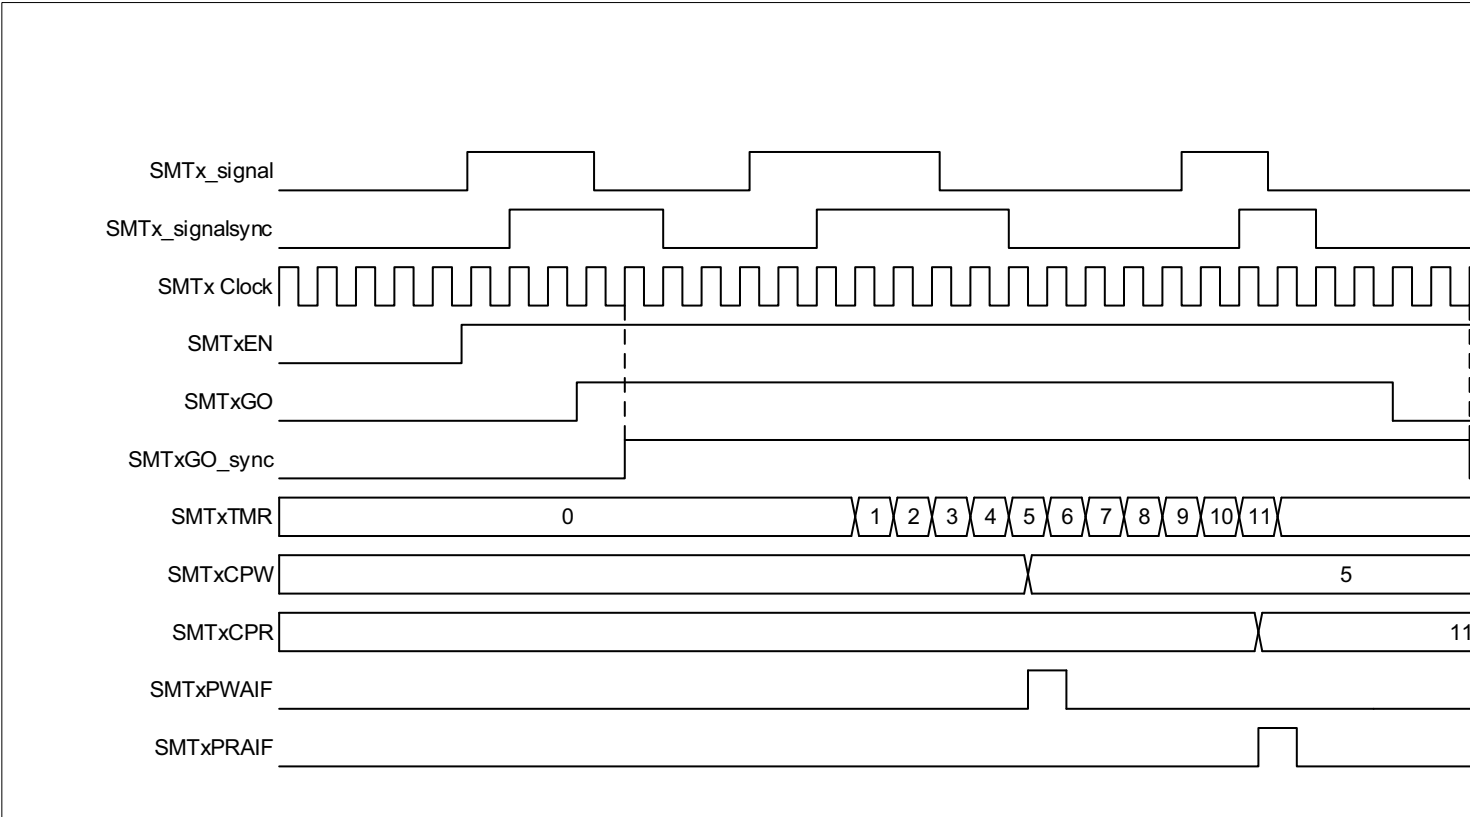 SMTx_signal
SMTx_signalsync
SMTx Clock
SMTxEN
SMTxGO
SMTxGO_sync
SMTxTMR 0 1 2 3 4 5 6 7 8 9 10 11
SMTxCPW 5
SMTxCPR 11
SMTxPWAIF
SMTxPRAIF